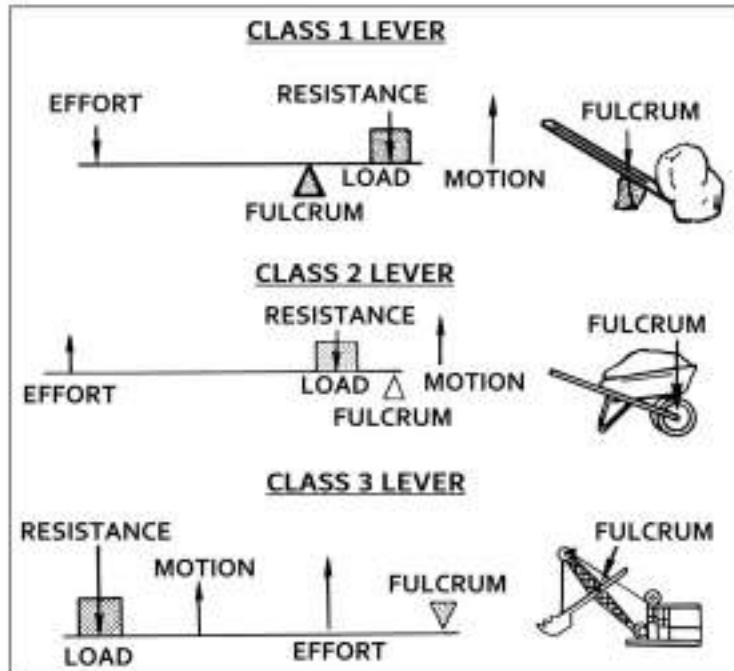 CLASS 1 LEVER
EFFORT
RESISTANCE
FULCRUM
LOAD
MOTION
FULCRUM
CLASS 2 LEVER
RESISTANCE
FULCRUM
EFFORT
LOAD
MOTION
FULCRUM
CLASS 3 LEVER
RESISTANCE
MOTION
FULCRUM
FULCRUM
LOAD
EFFORT